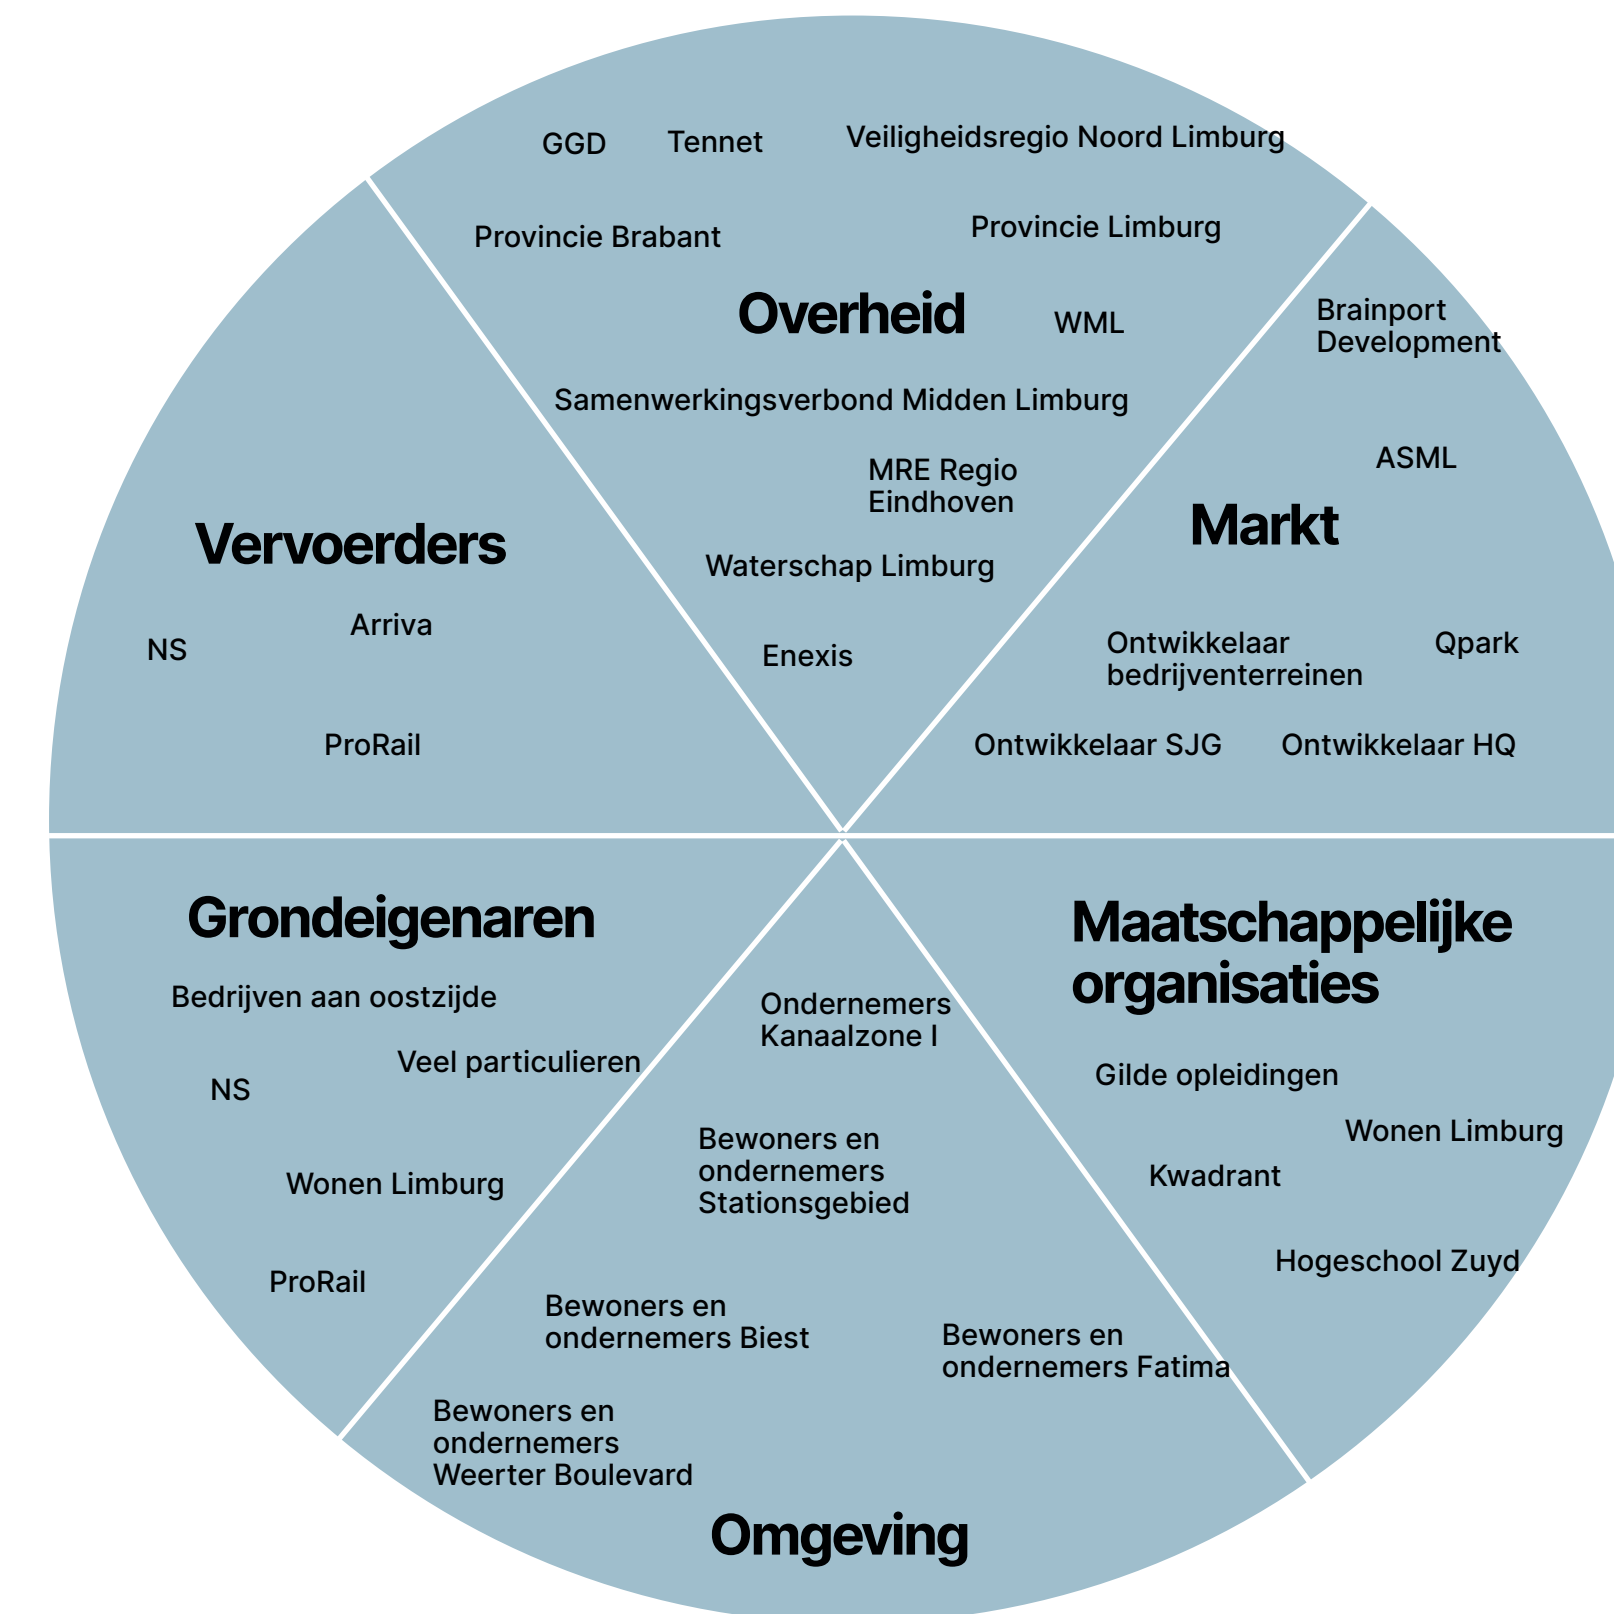 GGD
Tennet
Veiligheidsregio Noord Limburg
Provincie Brabant
Provincie Limburg
Overheid
WML
Samenwerkingsverbond Midden Limburg
MRE Regio
Eindhoven
Waterschap Limburg
Enexis
Brainport
Development
ASML
Markt
Ontwikkelaar
bedrijventerreinen
Qpark
Ontwikkelaar SJG
Ontwikkelaar HQ
Vervoerders
Arriva
NS
ProRail
Grondeigenaren
Bedrijven aan oostzijde
Veel particulieren
NS
Wonen Limburg
ProRail
Ondernemers
Kanaalzone I
Bewoners en
ondernemers
Stationsgebied
Bewoners en
ondernemers Biest
Bewoners en
ondernemers Fatima
Bewoners en
ondernemers
Weerter Boulevard
Omgeving
Maatschappelijke
organisaties
Gilde opleidingen
Wonen Limburg
Kwadrant
Hogeschool Zuyd